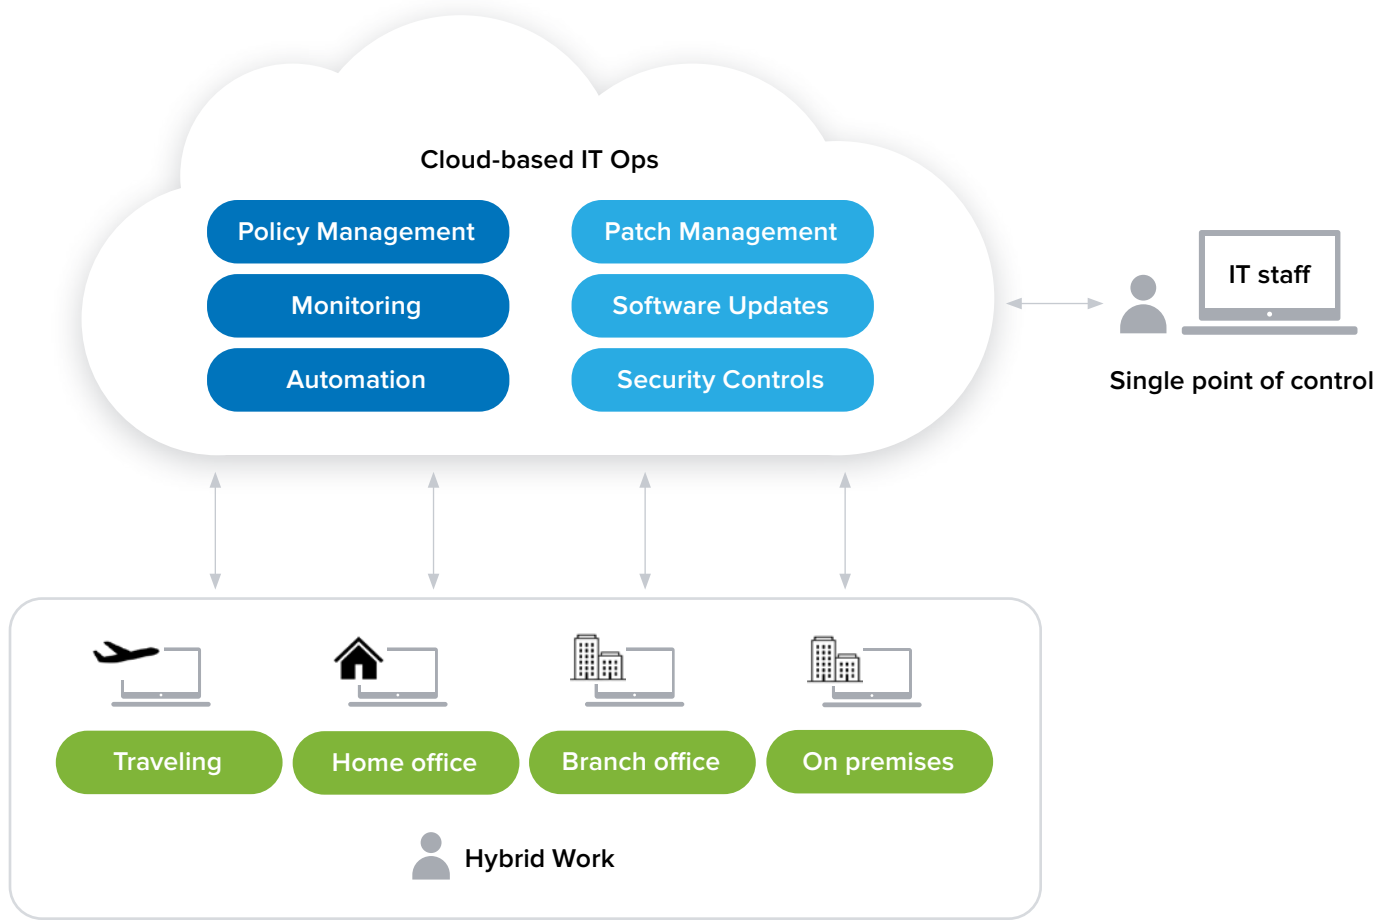 Cloud-based IT Ops
Policy Management
Patch Management
Monitoring
Software Updates
Automation
Security Controls
IT staff
Single point of control
Traveling
Home office
Branch office
On premises
Hybrid Work